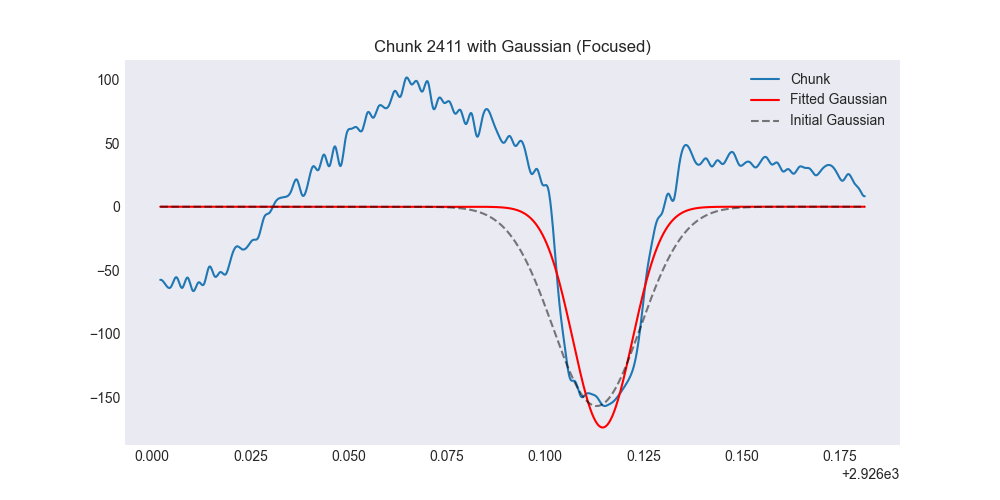 Chunk 2411 with Gaussian (Focused)
Chunk
Fitted Gaussian
Initial Gaussian
100
50
0
−50
−100
−150
0.000 0.025 0.050 0.075 0.100 0.125 0.150 0.175
+2.926e3